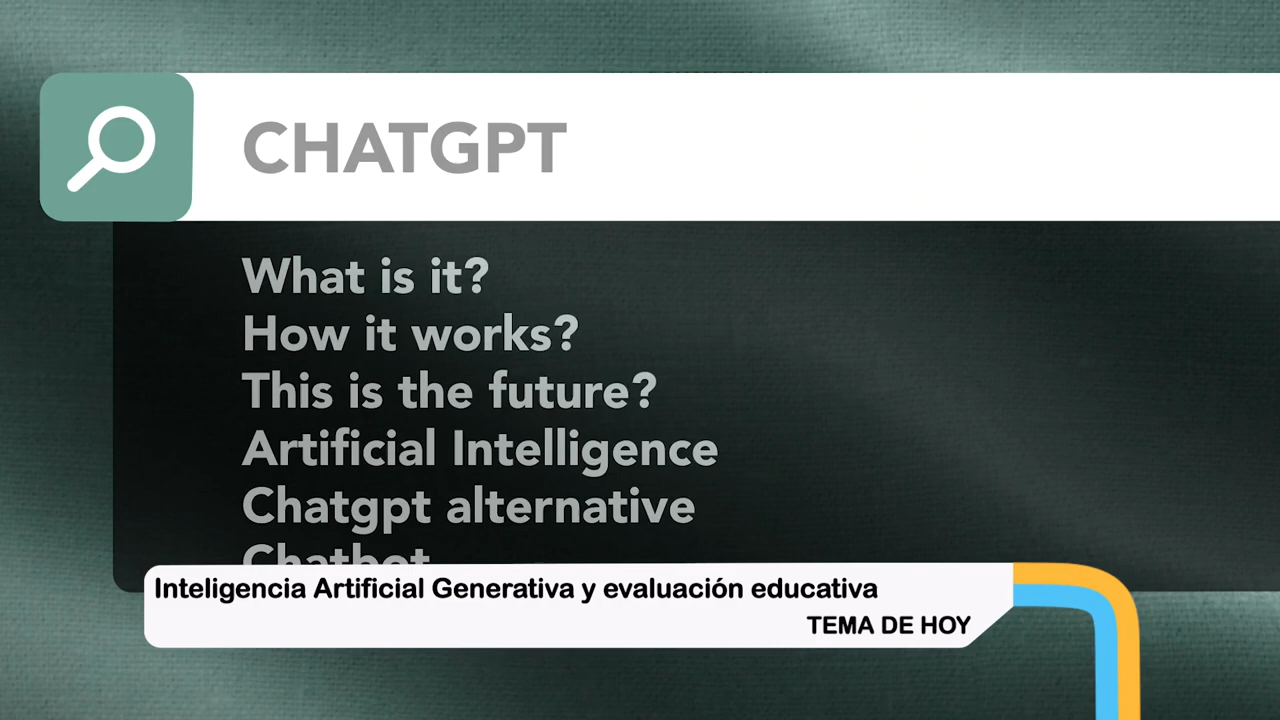 CHATGPT
What is it?
How it works?
This is the future?
Artificial Intelligence
Chatgpt alternative
Chatbot
Inteligencia Artificial Generativa y evaluación educativa
TEMA DE HOY